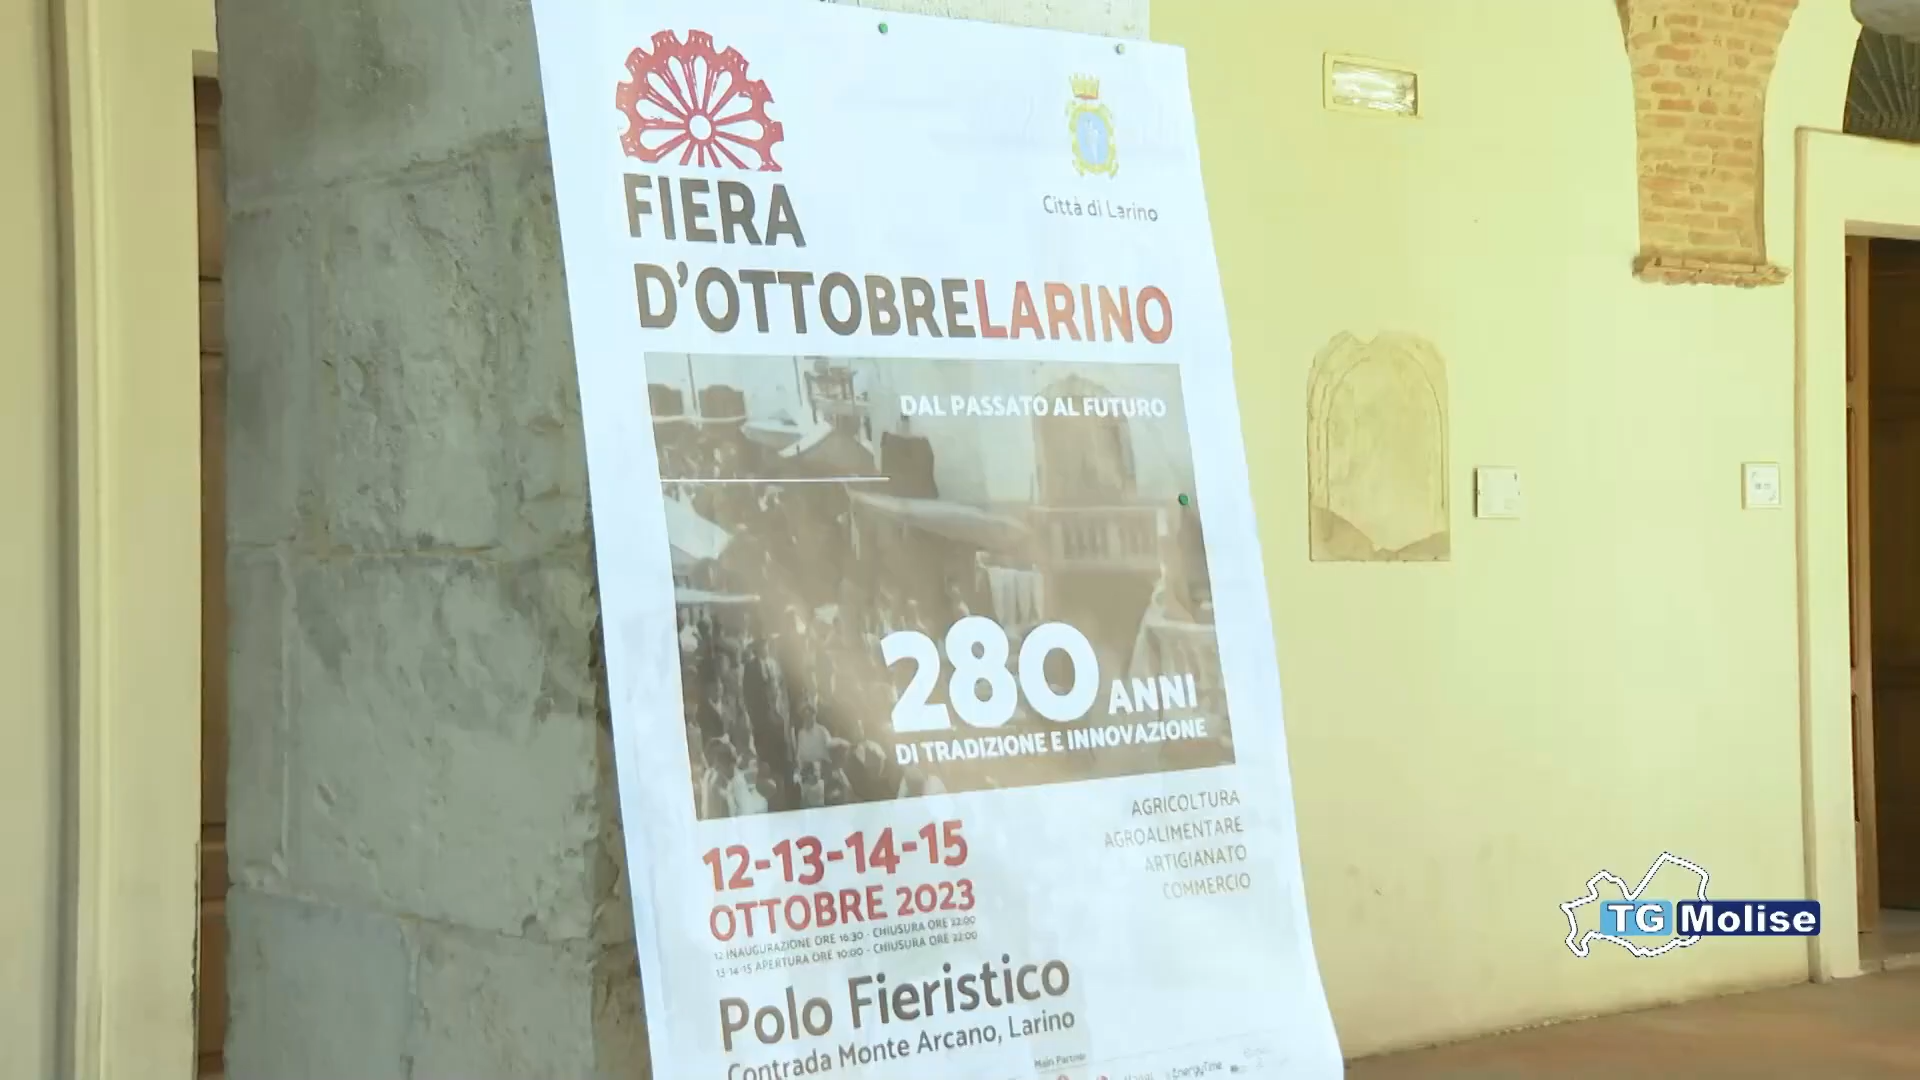 FIERA
Città di Larino
D'OTTOBRELARINO
DAL PASSATO AL FUTURO
280 ANNI
DI TRADIZIONE E INNOVAZIONE
AGRICOLTURA
AGROALIMENTARE
ARTIGIANATO
COMMERCIO
12-13-14-15
OTTOBRE 2023
12 INAUGURAZIONE ORE 16:30 - CHIUSURA ORE 22:00
13-14-15 APERTURA ORE 10:00 - CHIUSURA ORE 22:00
Polo Fieristico
Contrada Monte Arcano, Larino
Main Partner
EnergyTime
TG Molise